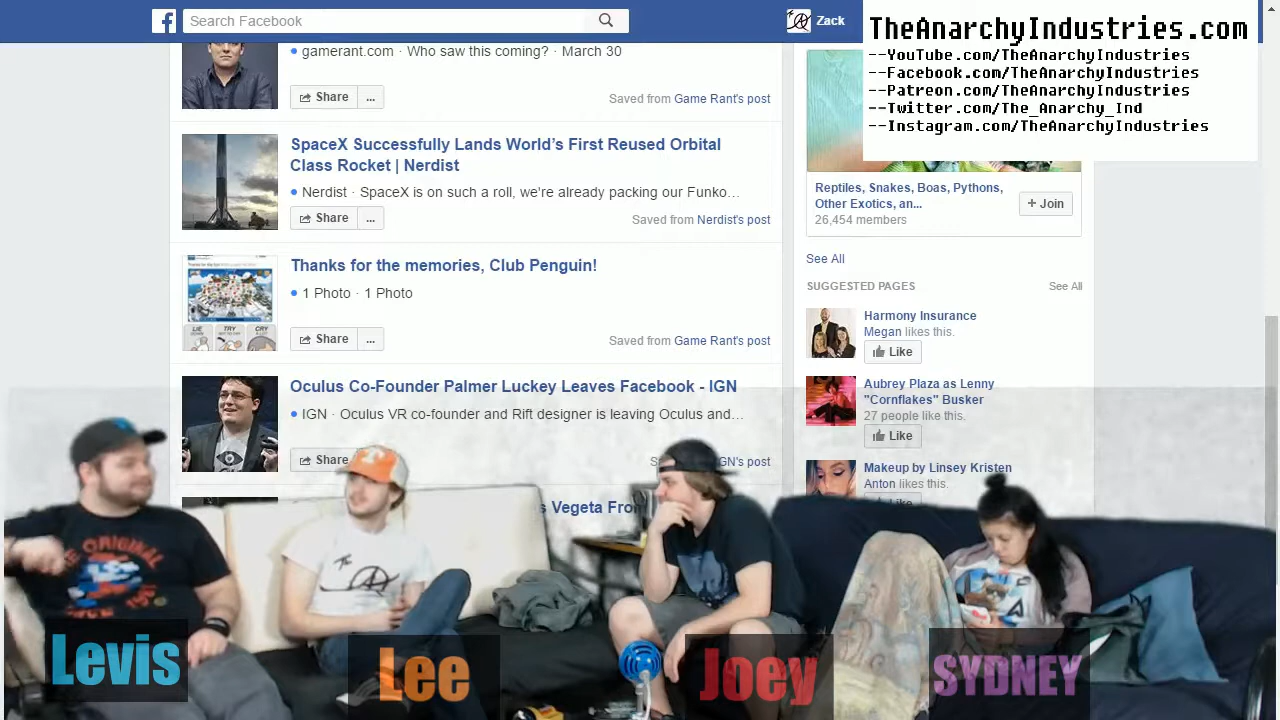 Search Facebook
Zack
TheAnarchyIndustries.com
--YouTube.com/TheAnarchyIndustries
--Facebook.com/TheAnarchyIndustries
--Patreon.com/TheAnarchyIndustries
--Twitter.com/The_Anarchy_Ind
--Instagram.com/TheAnarchyIndustries
gamerant.com · Who saw this coming? · March 30
Share
...
Saved from Game Rant's post
SpaceX Successfully Lands World's First Reused Orbital
Class Rocket | Nerdist
Nerdist · SpaceX is on such a roll, we're already packing our Funko...
Share
...
Saved from Nerdist's post
Thanks for the memories, Club Penguin!
1 Photo · 1 Photo
LIE
TRY
CRY
Share
...
Saved from Game Rant's post
Oculus Co-Founder Palmer Luckey Leaves Facebook - IGN
IGN · Oculus VR co-founder and Rift designer is leaving Oculus and...
Share
IGN's post
Vegeta Fro
Reptiles, Snakes, Boas, Pythons,
Other Exotics, an...
26,454 members
+ Join
See All
SUGGESTED PAGES
See All
Harmony Insurance
Megan likes this.
Like
Aubrey Plaza as Lenny
"Cornflakes" Busker
27 people like this.
Like
Makeup by Linsey Kristen
Anton likes this.
Like
ORIGINAL
Levis
Lee
Joey
SYDNEY